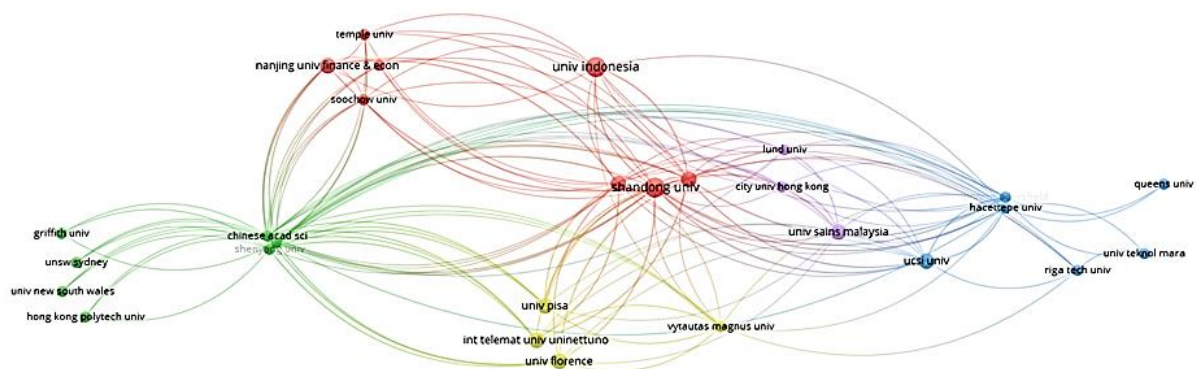 temple univ
nanjing univ finance & econ
univ indonesia
soochow univ
lund univ
shandong univ
city univ hong kong
queens univ
hacettepe univ
griffith univ
chinese acad sci
univ sains malaysia
unsw sydney
ucsi univ
univ teknol mara
riga tech univ
univ new south wales
univ pisa
hong kong polytech univ
vytautas magnus univ
int telemat univ uninettuno
univ florence